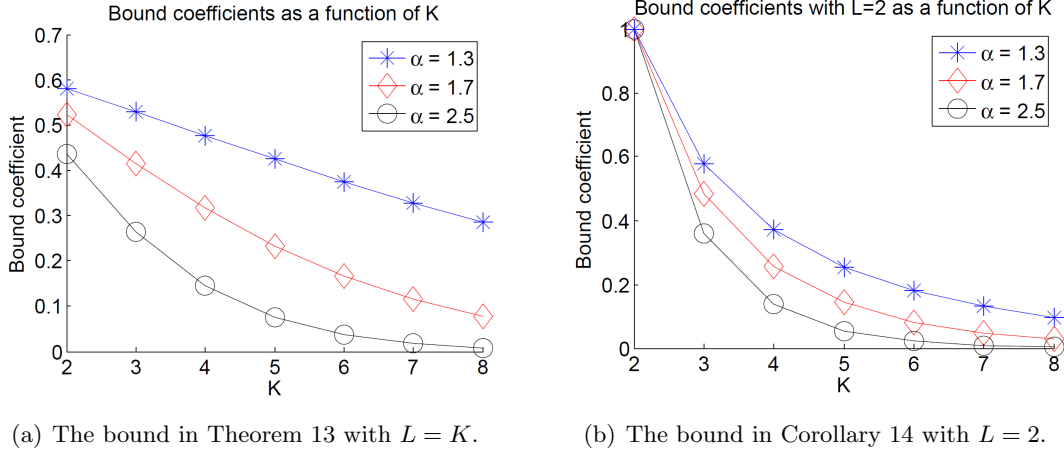 Bound coefficients as a function of K
0.7
0.6
0.5
0.4
0.3
0.2
0.1
0
Bound coefficient
2 3 4 5 6 7 8
K
α = 1.3
α = 1.7
α = 2.5
(a) The bound in Theorem 13 with L = K.
Bound coefficients with L=2 as a function of K
1
0.8
0.6
0.4
0.2
0
Bound coefficient
2 3 4 5 6 7 8
K
α = 1.3
α = 1.7
α = 2.5
(b) The bound in Corollary 14 with L = 2.